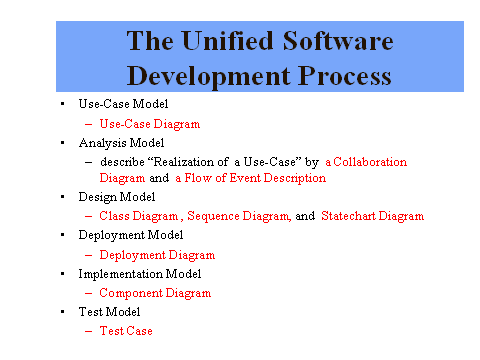 The Unified Software
Development Process
• Use-Case Model
– Use-Case Diagram
• Analysis Model
– describe “Realization of a Use-Case” by a Collaboration
Diagram and a Flow of Event Description
• Design Model
– Class Diagram , Sequence Diagram, and Statechart Diagram
• Deployment Model
– Deployment Diagram
• Implementation Model
– Component Diagram
• Test Model
– Test Case